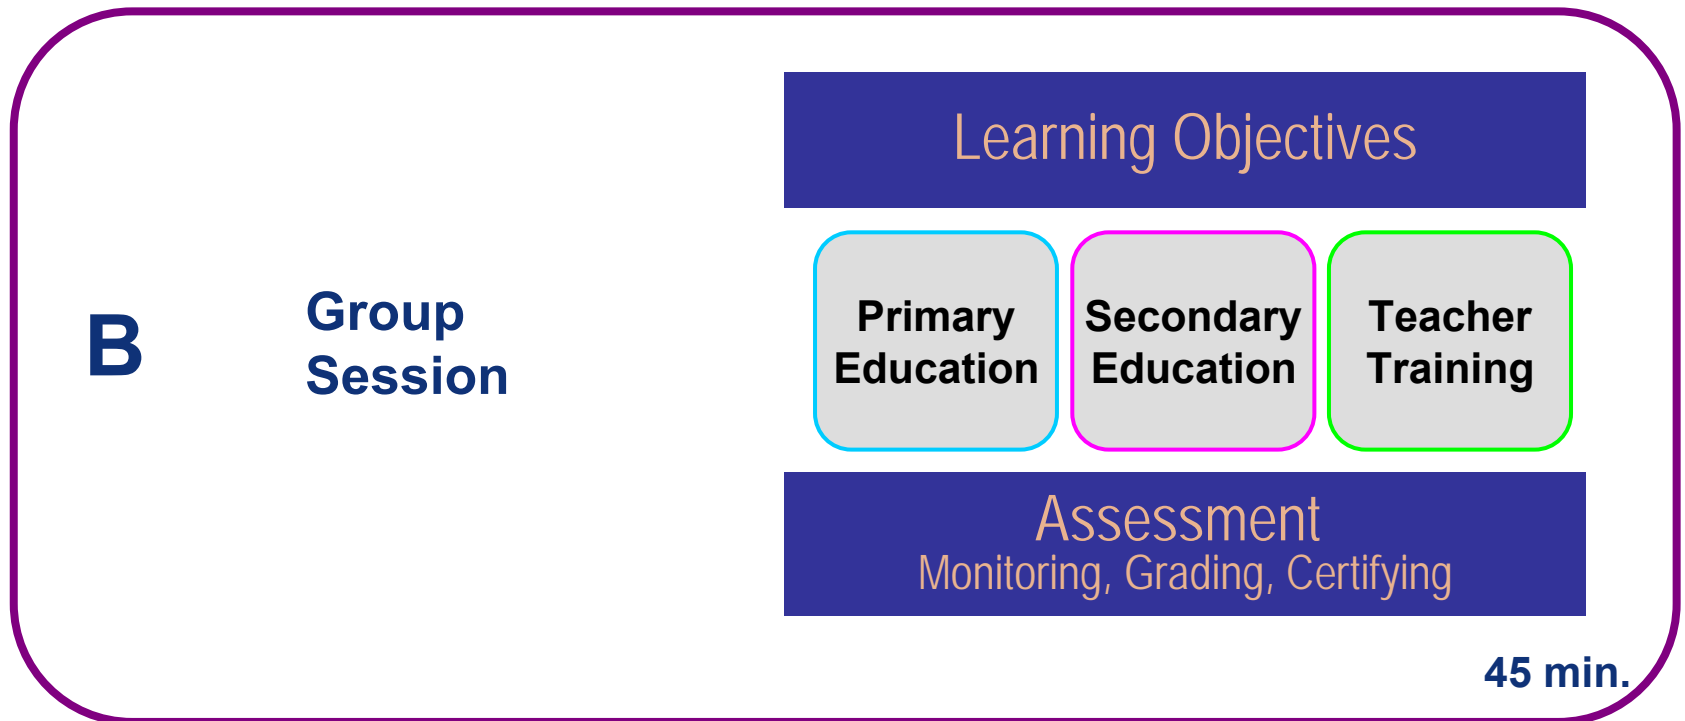 B
Group
Session
Learning Objectives
Primary
Education
Secondary
Education
Teacher
Training
Assessment
Monitoring, Grading, Certifying
45 min.